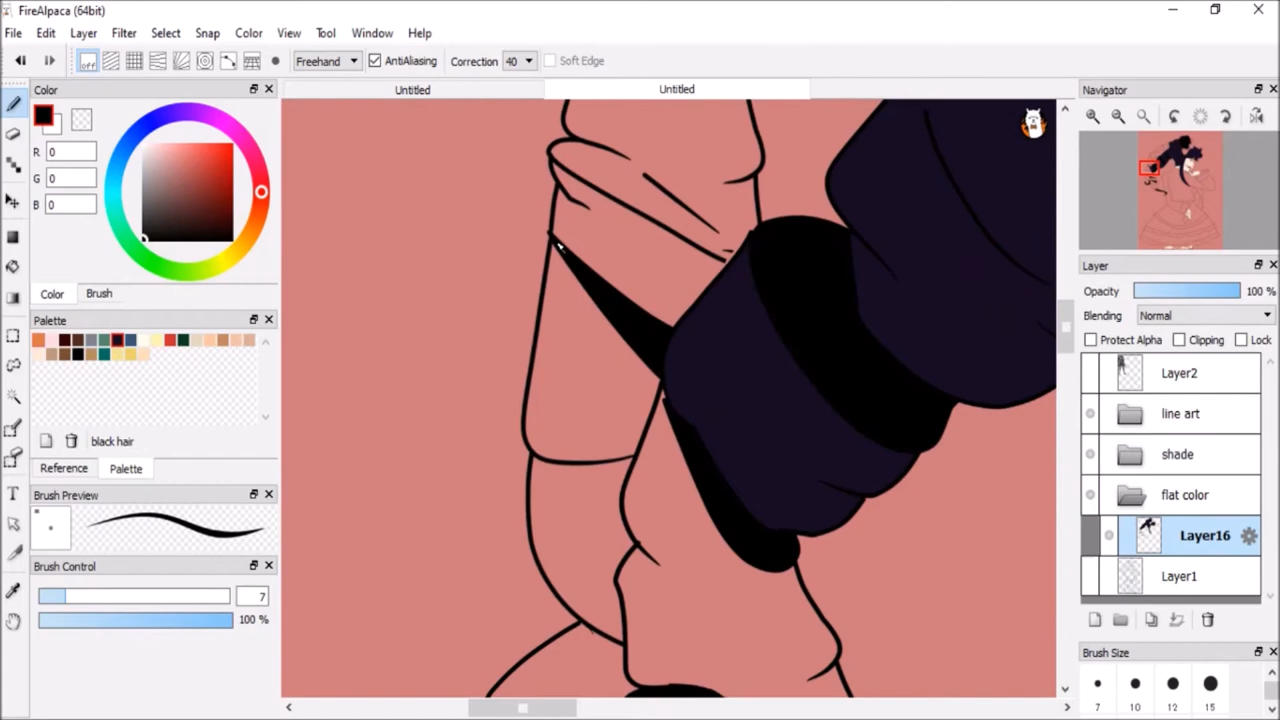 FireAlpaca (64bit)
File Edit Layer Filter Select Snap Color View Tool Window Help
off Freehand AntiAliasing Correction 40 Soft Edge
Color
Untitled Untitled
Navigator
R 0
G 0
B 0
Color Brush
Palette
black hair
Reference Palette
Brush Preview
Brush Control
7
100 %
Layer
Opacity 100 %
Blending Normal
Protect Alpha Clipping Lock
Layer2
line art
shade
flat color
Layer16
Layer1
Brush Size
7 10 12 15